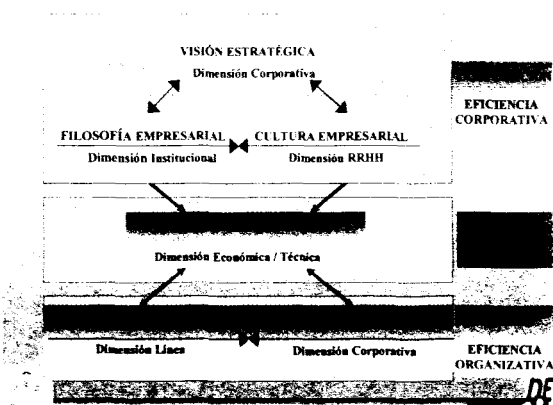 VISIÓN ESTRATÉGICA
Dimensión Corporativa
EFICIENCIA
CORPORATIVA
FILOSOFÍA EMPRESARIAL
CULTURA EMPRESARIAL
Dimensión Institucional
Dimensión RRHH
Dimensión Económica / Técnica
Dimensión Línea
Dimensión Corporativa
EFICIENCIA
ORGANIZATIVA
DE